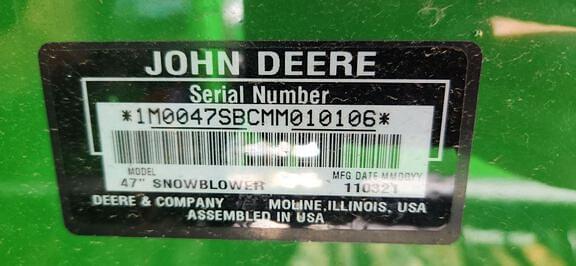 JOHN DEERE
Serial Number
*1M0047SBCMM010106*
MODEL MFG DATE MMDDYY
47" SNOWBLOWER 110321
DEERE & COMPANY MOLINE, ILLINOIS, USA
ASSEMBLED IN USA